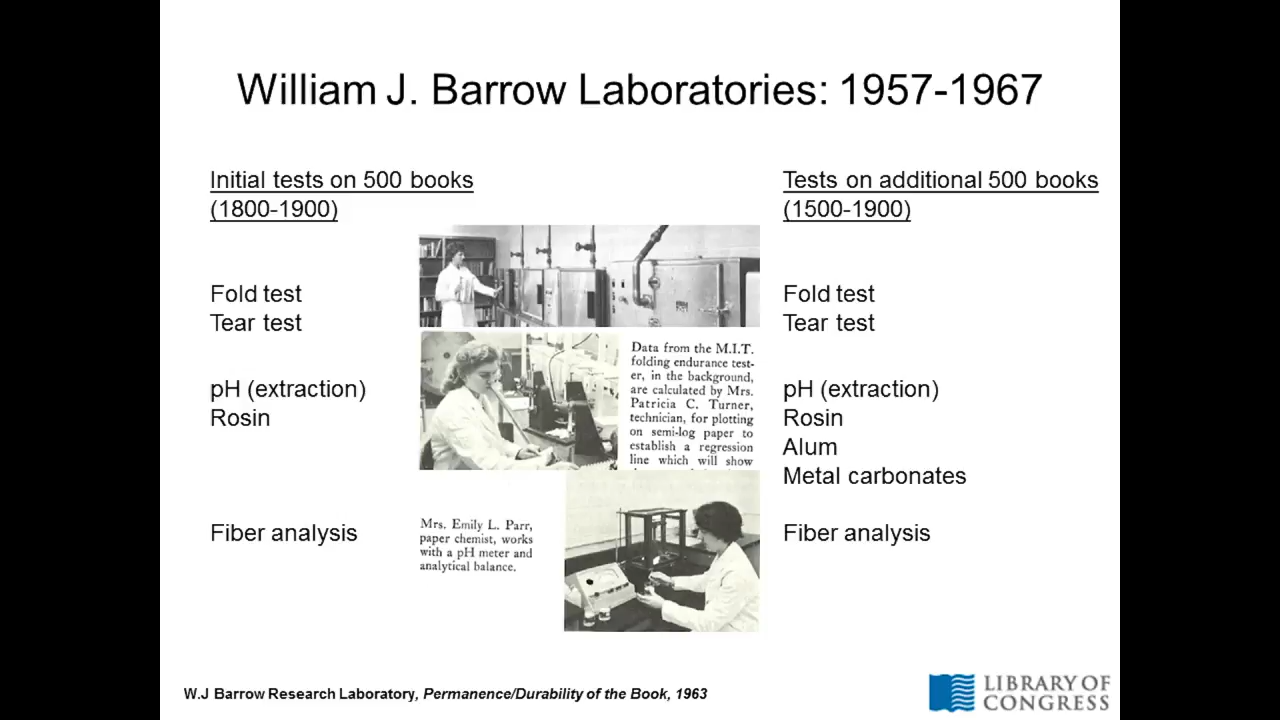 William J. Barrow Laboratories: 1957-1967
Initial tests on 500 books
(1800-1900)
Fold test
Tear test
pH (extraction)
Rosin
Fiber analysis
Data from the M.I.T.
folding endurance test-
er, in the background,
are calculated by Mrs.
Patricia C. Turner,
technician, for plotting
on semi-log paper to
establish a regression
line which will show
Mrs. Emily L. Parr,
paper chemist, works
with a pH meter and
analytical balance.
Tests on additional 500 books
(1500-1900)
Fold test
Tear test
pH (extraction)
Rosin
Alum
Metal carbonates
Fiber analysis
W.J Barrow Research Laboratory, Permanence/Durability of the Book, 1963
LIBRARY OF
CONGRESS